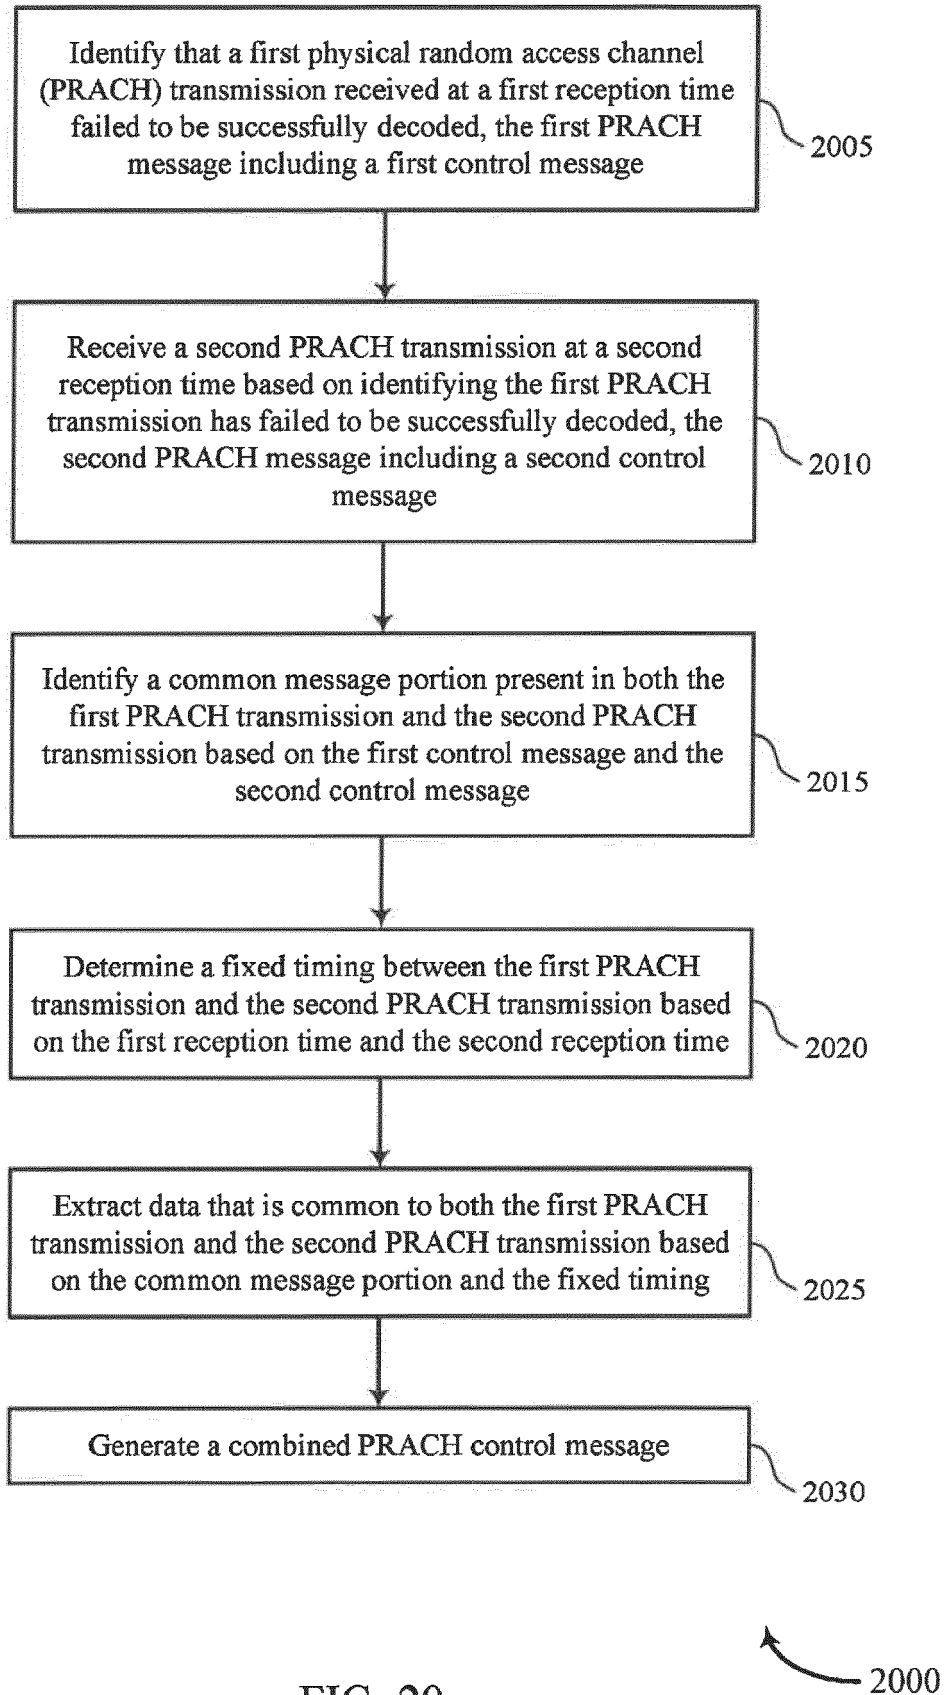 Identify that a first physical random access channel
(PRACH) transmission received at a first reception time
failed to be successfully decoded, the first PRACH
message including a first control message
2005
Receive a second PRACH transmission at a second
reception time based on identifying the first PRACH
transmission has failed to be successfully decoded, the
second PRACH message including a second control
message
2010
Identify a common message portion present in both the
first PRACH transmission and the second PRACH
transmission based on the first control message and the
second control message
2015
Determine a fixed timing between the first PRACH
transmission and the second PRACH transmission based
on the first reception time and the second reception time
2020
Extract data that is common to both the first PRACH
transmission and the second PRACH transmission based
on the common message portion and the fixed timing
2025
Generate a combined PRACH control message
2030
2000
FIG. 20